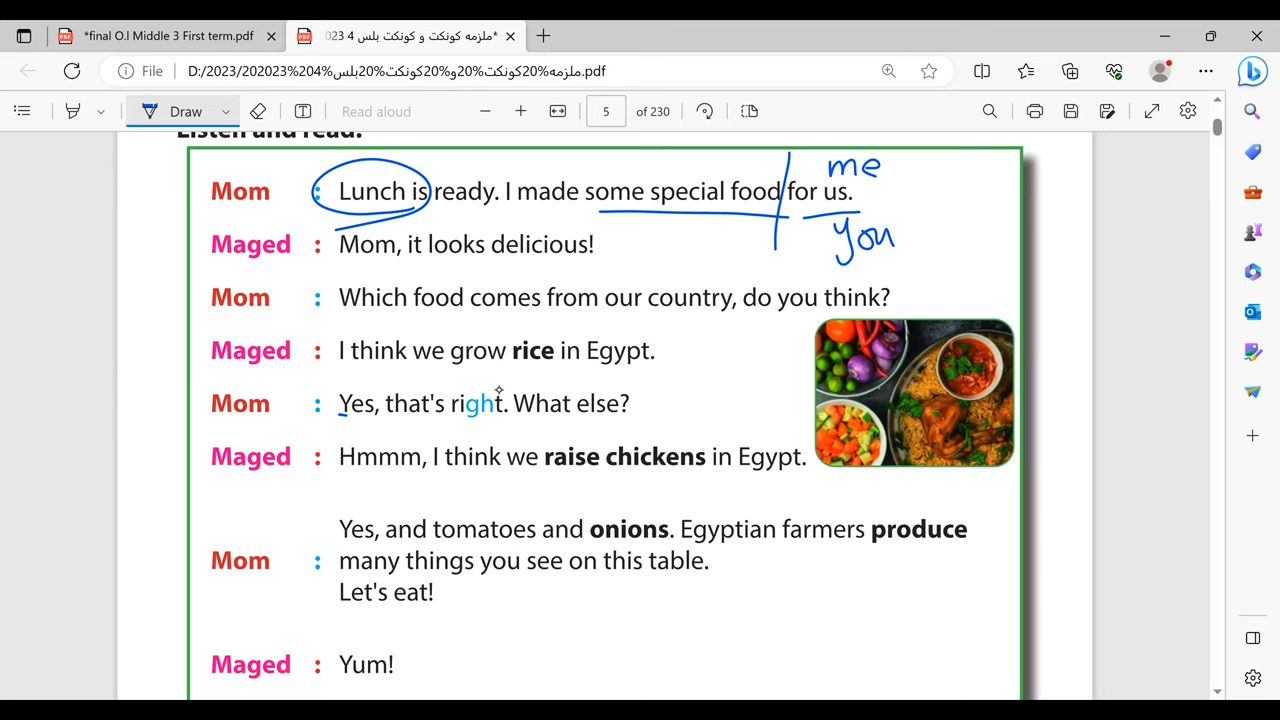 *final O.I Middle 3 First term.pdf
*ملزمه كونكت و كونكت بلس 4 023
File D:/2023/202023%204%ملزمه%20كونكت%20و%20كونكت%20بلس.pdf
Draw Read aloud 5 of 230
Listen and read.
me
Mom : Lunch is ready. I made some special food for us.
you
Maged : Mom, it looks delicious!
Mom : Which food comes from our country, do you think?
Maged : I think we grow rice in Egypt.
Mom : Yes, that's right. What else?
Maged : Hmmm, I think we raise chickens in Egypt.
Mom : Yes, and tomatoes and onions. Egyptian farmers produce
many things you see on this table.
Let's eat!
Maged : Yum!